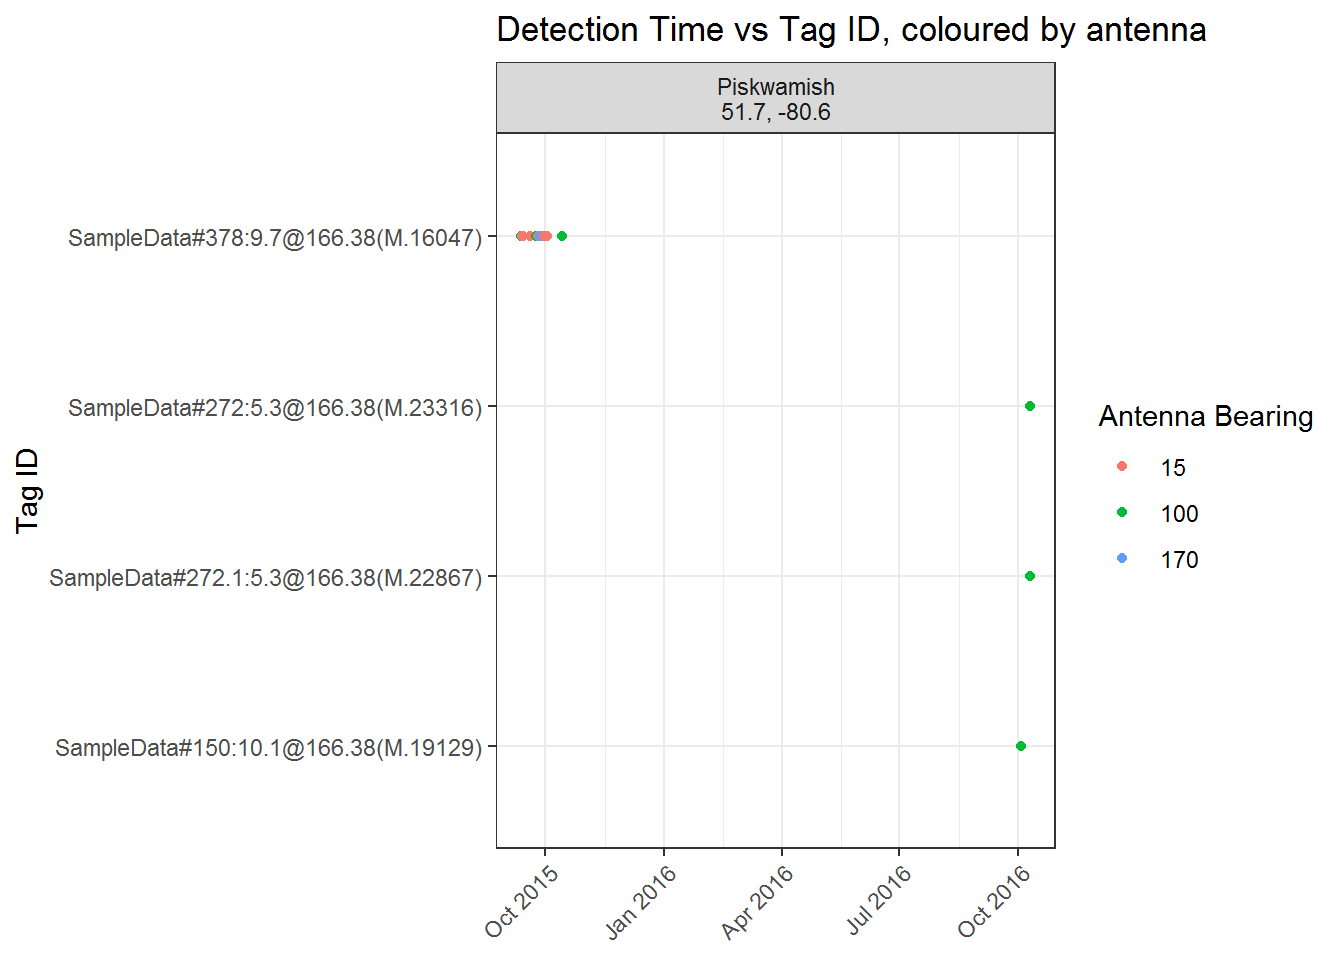 Detection Time vs Tag ID, coloured by antenna
Piskwamish
51.7, -80.6
Tag ID
SampleData#378:9.7@166.38(M.16047)
SampleData#272:5.3@166.38(M.23316)
SampleData#272.1:5.3@166.38(M.22867)
SampleData#150:10.1@166.38(M.19129)
Oct 2015
Jan 2016
Apr 2016
Jul 2016
Oct 2016
Antenna Bearing
15
100
170